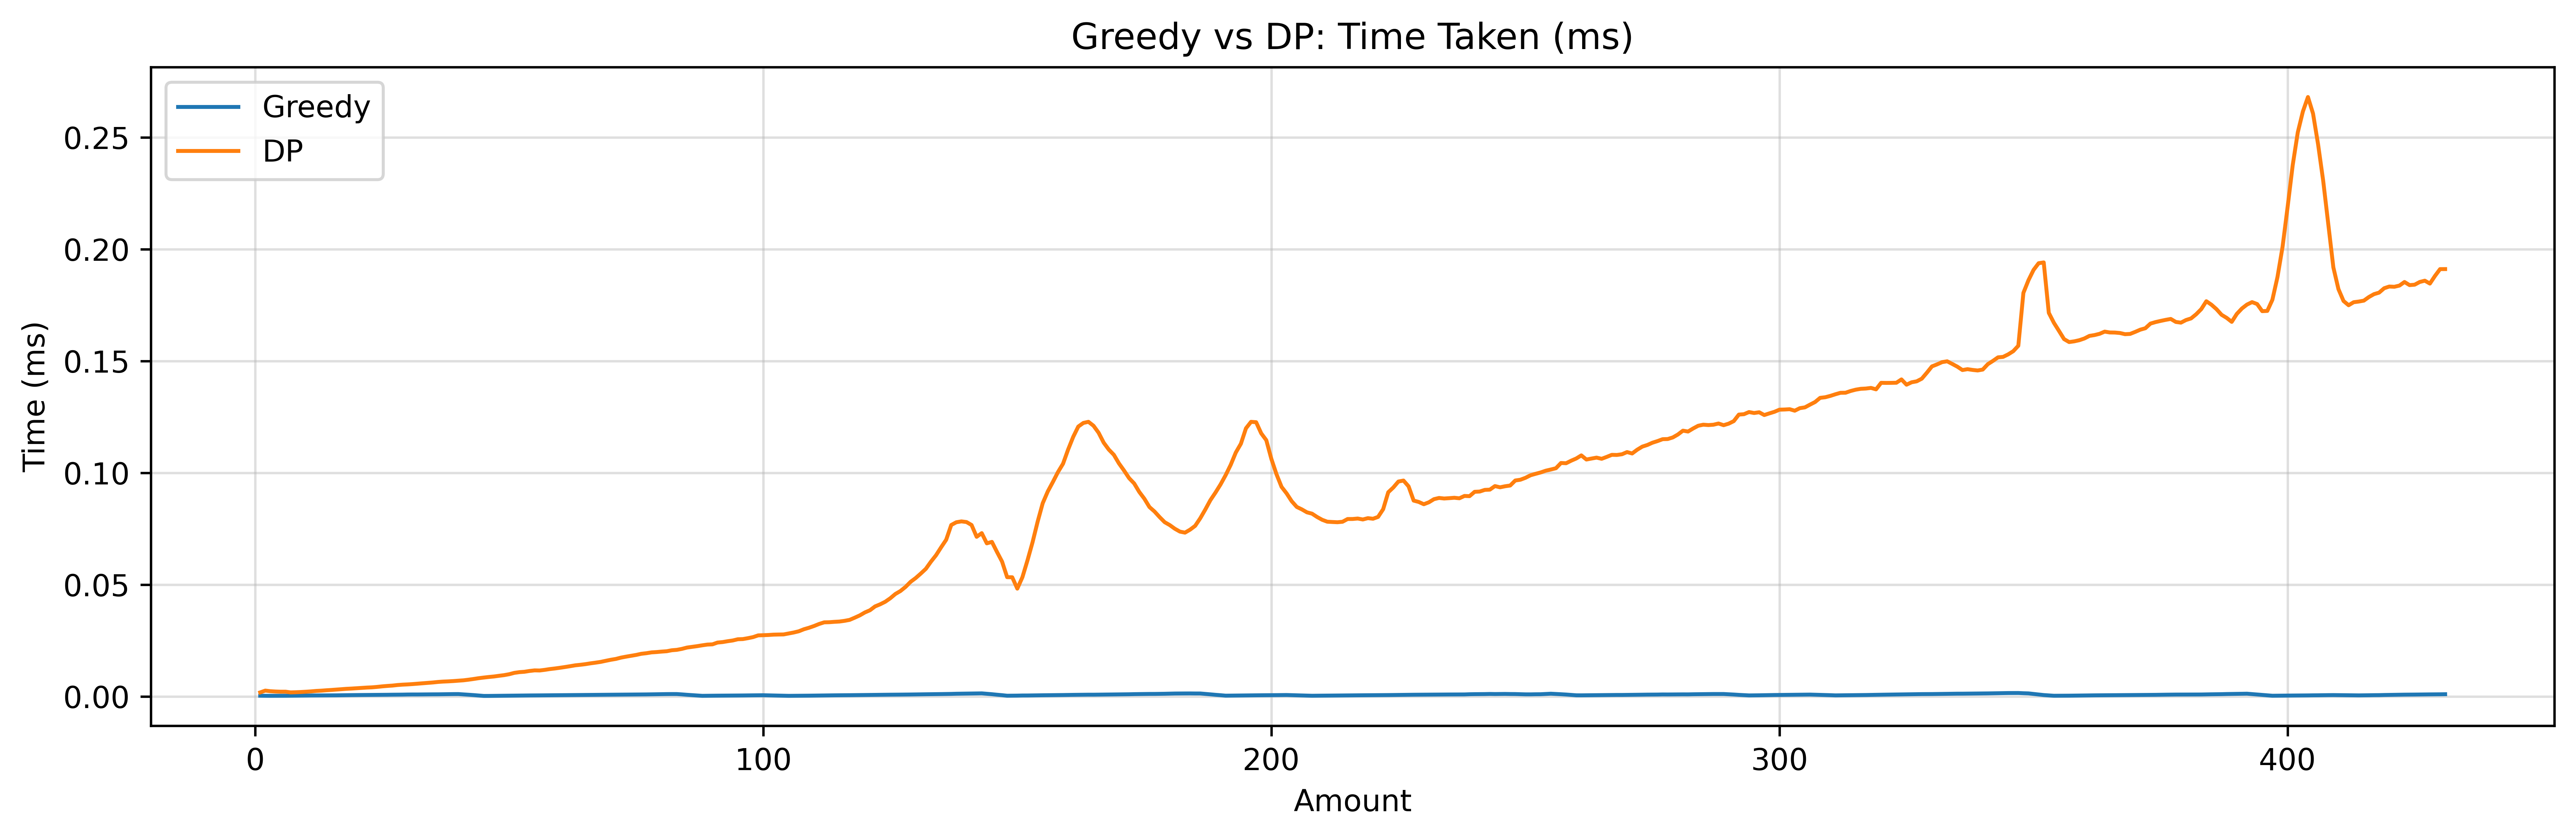 Greedy vs DP: Time Taken (ms)
Greedy
DP
Time (ms)
0.25
0.20
0.15
0.10
0.05
0.00
0 100 200 300 400
Amount